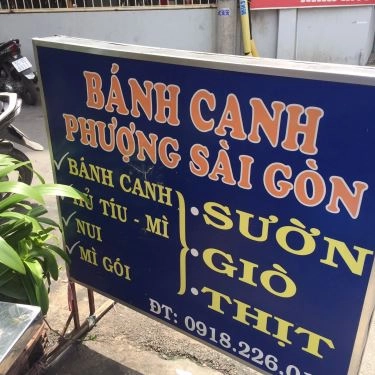 BÁNH CANH
PHƯỢNG SÀI GÒN
BÁNH CANH
HỦ TÍU - MÌ
NUI
MÌ GÓI
SƯỜN
GIÒ
THỊT
ĐT: 0918.226.0